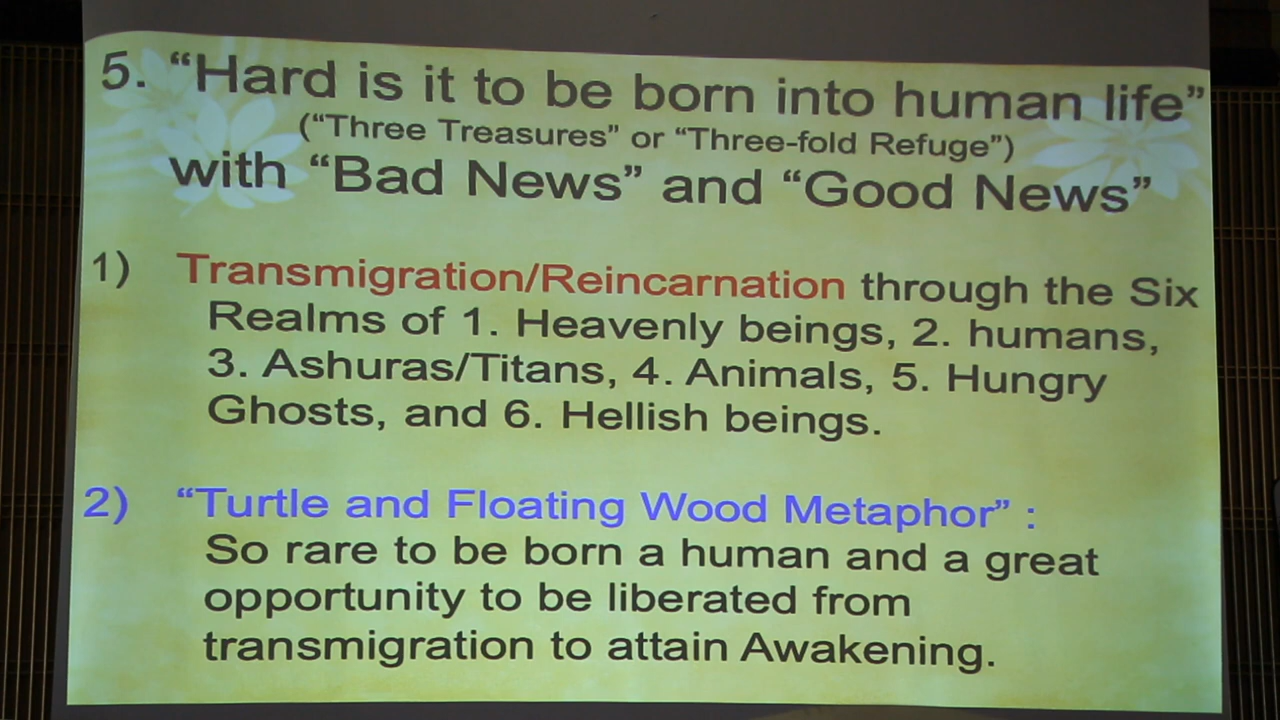 5. “Hard is it to be born into human life”
(“Three Treasures” or “Three-fold Refuge”)
with “Bad News” and “Good News”
1) Transmigration/Reincarnation through the Six
Realms of 1. Heavenly beings, 2. humans,
3. Ashuras/Titans, 4. Animals, 5. Hungry
Ghosts, and 6. Hellish beings.
2) “Turtle and Floating Wood Metaphor” :
So rare to be born a human and a great
opportunity to be liberated from
transmigration to attain Awakening.